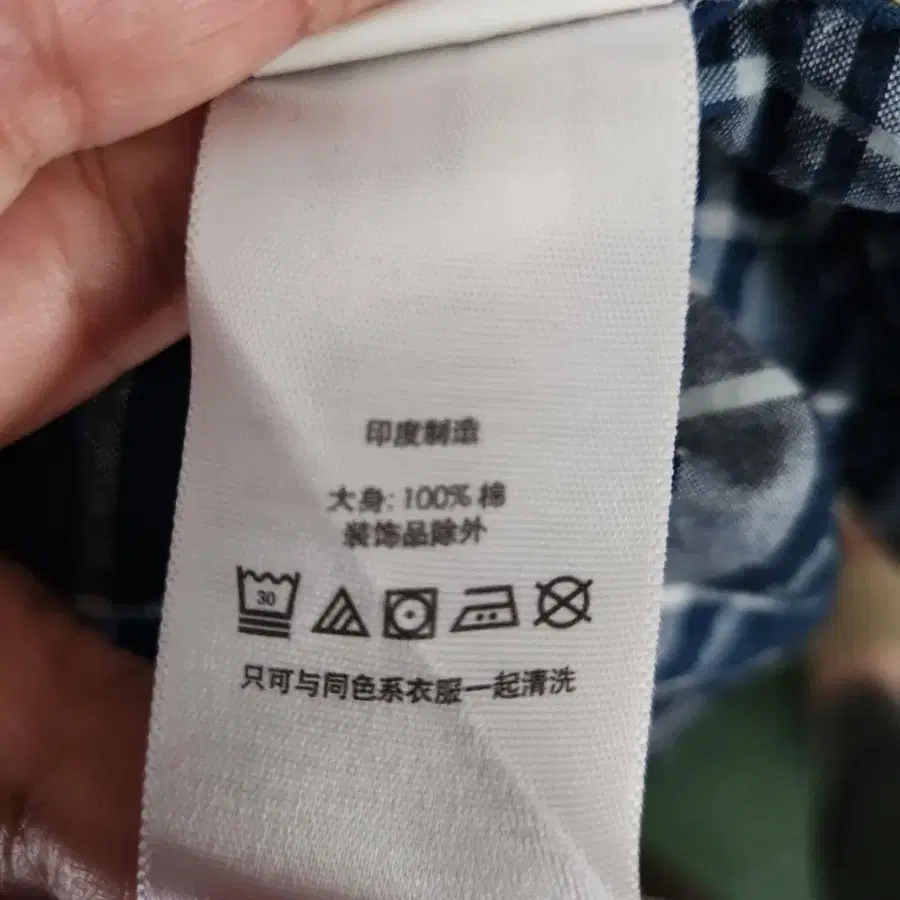 印度制造
大身: 100% 棉
装饰品除外
30
只可与同色系衣服一起清洗